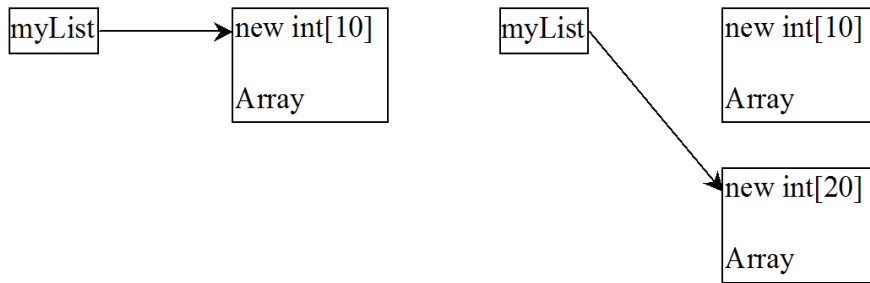 myList
new int[10]
Array
myList
new int[10]
Array
new int[20]
Array